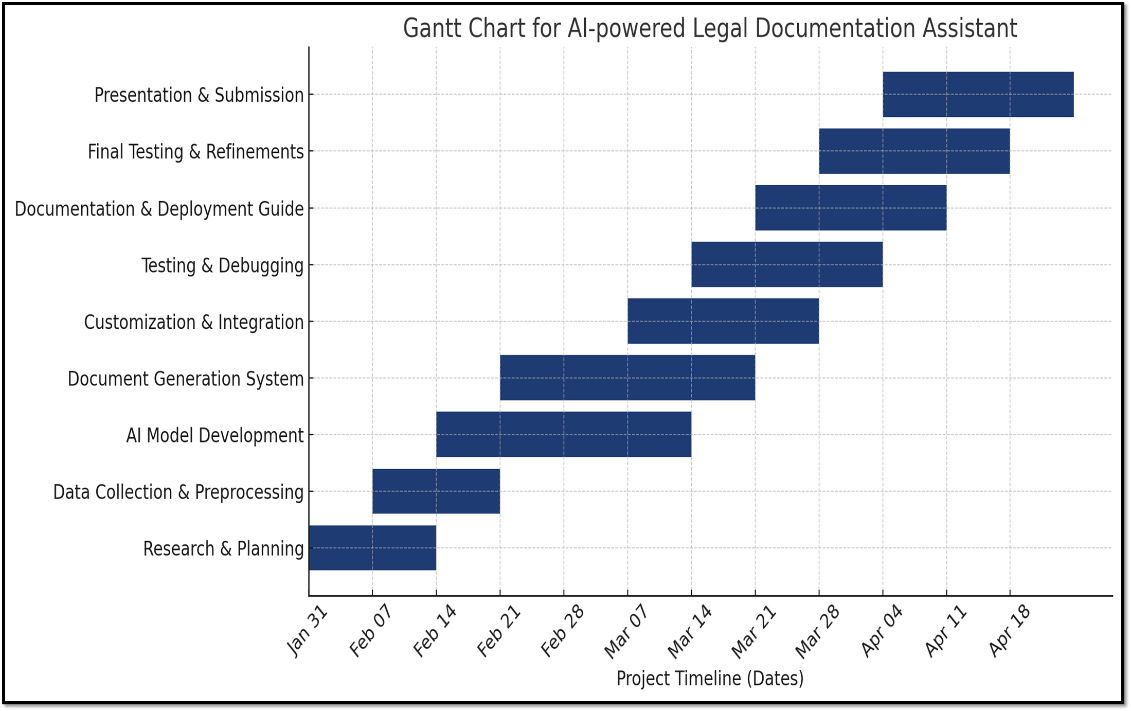 Gantt Chart for AI-powered Legal Documentation Assistant
Presentation & Submission
Final Testing & Refinements
Documentation & Deployment Guide
Testing & Debugging
Customization & Integration
Document Generation System
AI Model Development
Data Collection & Preprocessing
Research & Planning
Jan 31
Feb 07
Feb 14
Feb 21
Feb 28
Mar 07
Mar 14
Mar 21
Mar 28
Apr 04
Apr 11
Apr 18
Project Timeline (Dates)